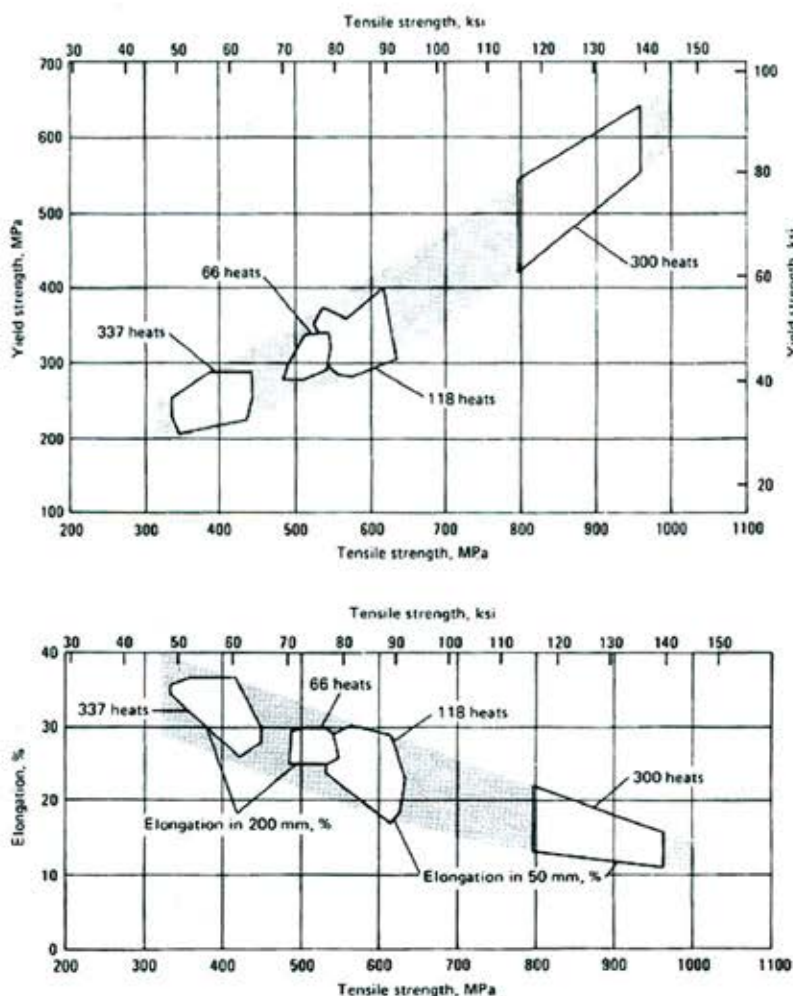 Tensile strength, ksi
30 40 50 60 70 80 90 100 110 120 130 140 150
700
600
500
400
300
200
100
Yield strength, MPa
100
80
60
40
20
Yield strength, ksi
66 heats
337 heats
118 heats
300 heats
200 300 400 500 600 700 800 900 1000 1100
Tensile strength, MPa
Tensile strength, ksi
30 40 50 60 70 80 90 100 110 120 130 140 150
40
30
20
10
0
Elongation, %
66 heats
337 heats
118 heats
300 heats
Elongation in 200 mm, %
Elongation in 50 mm, %
200 300 400 500 600 700 800 900 1000 1100
Tensile strength, MPa